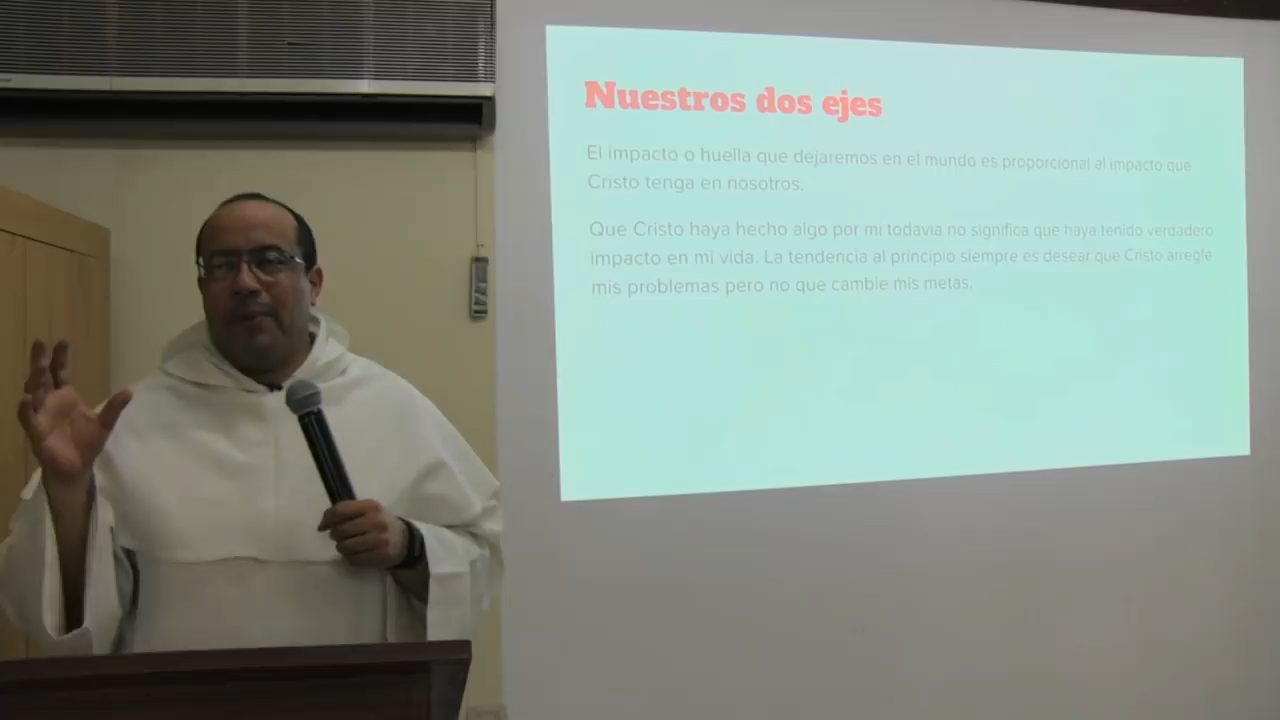 Nuestros dos ejes
El impacto o huella que dejaremos en el mundo es proporcional al impacto que
Cristo tenga en nosotros.
Que Cristo haya hecho algo por mi todavia no significa que haya tenido verdadero
impacto en mi vida. La tendencia al principio siempre es desear que Cristo arregle
mis problemas pero no que cambie mis metas.